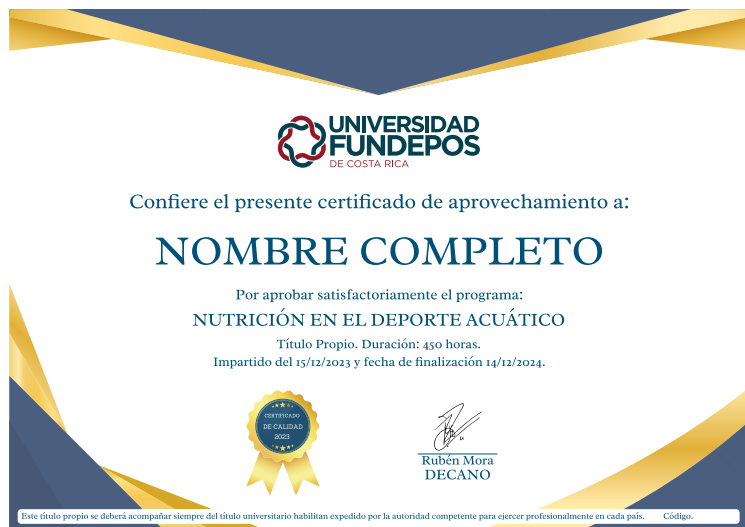 UNIVERSIDAD
FUNDEPOS
DE COSTA RICA
Confiere el presente certificado de aprovechamiento a:
NOMBRE COMPLETO
Por aprobar satisfactoriamente el programa:
NUTRICIÓN EN EL DEPORTE ACUÁTICO
Título Propio. Duración: 450 horas.
Impartido del 15/12/2023 y fecha de finalización 14/12/2024.
CERTIFICADO
DE CALIDAD
2023
Rubén Mora
DECANO
Este título propio se deberá acompañar siempre del título universitario habilitan expedido por la autoridad competente para ejercer profesionalmente en cada país. Código.